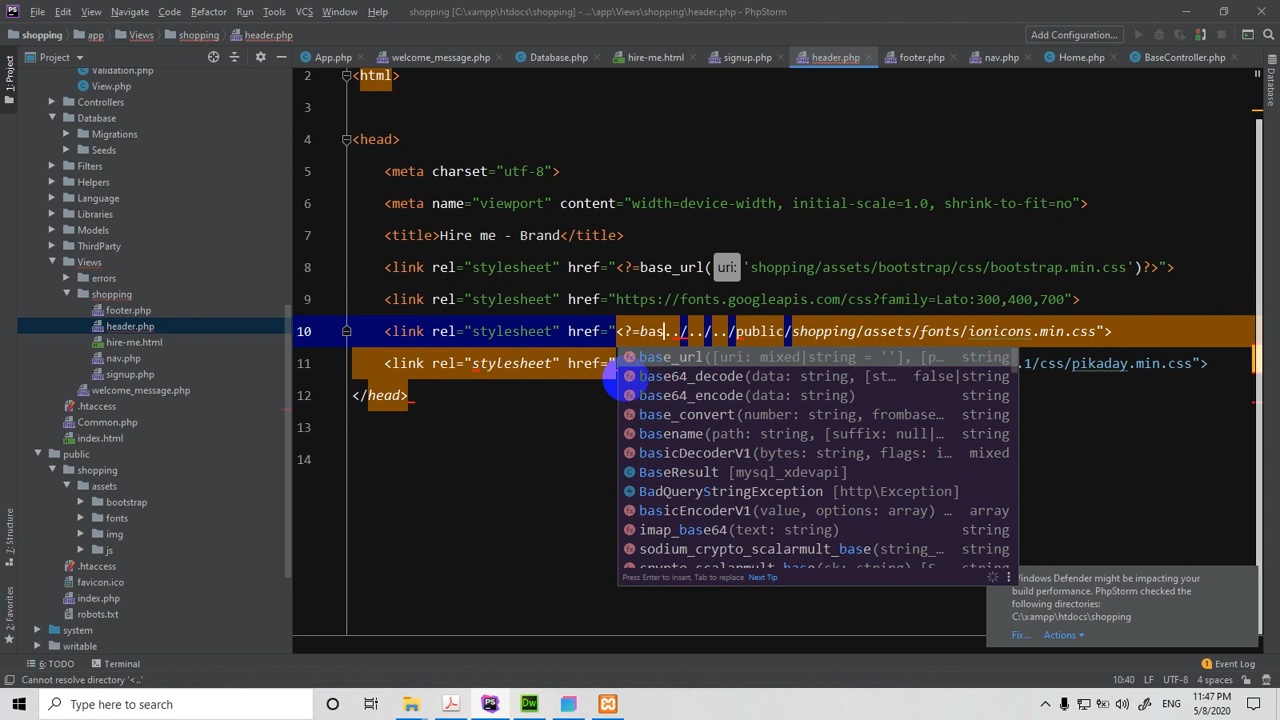 PS File Edit View Navigate Code Refactor Run Tools VCS Window Help shopping [C:\xampp\htdocs\shopping] - ...\app\Views\shopping\header.php - PhpStorm
shopping app Views shopping header.php Add Configuration...
Project App.php welcome_message.php Database.php hire-me.html signup.php header.php footer.php nav.php Home.php BaseController.php
1: Project
Database
Validation.php
View.php
Controllers
Database
Migrations
Seeds
Filters
Helpers
Language
Libraries
Models
ThirdParty
Views
errors
shopping
footer.php
header.php
hire-me.html
nav.php
signup.php
welcome_message.php
.htaccess
Common.php
index.html
public
shopping
assets
bootstrap
fonts
img
js
.htaccess
favicon.ico
index.php
robots.txt
system
writable
7: Structure
2: Favorites
2 <html>
3
4 <head>
5 <meta charset="utf-8">
6 <meta name="viewport" content="width=device-width, initial-scale=1.0, shrink-to-fit=no">
7 <title>Hire me - Brand</title>
8 <link rel="stylesheet" href="<?=base_url( uri: 'shopping/assets/bootstrap/css/bootstrap.min.css')?>">
9 <link rel="stylesheet" href="https://fonts.googleapis.com/css?family=Lato:300,400,700">
10 <link rel="stylesheet" href="<?=bas../../../public/shopping/assets/fonts/ionicons.min.css">
11 <link rel="stylesheet" href=" .1/css/pikaday.min.css">
</head>
13
14
base_url([uri: mixed|string = ''], [p... string
base64_decode(data: string, [st... false|string
base64_encode(data: string) string
base_convert(number: string, frombase... string
basename(path: string, [suffix: null|... string
basicDecoderV1(bytes: string, flags: i... mixed
BaseResult [mysql_xdevapi]
BadQueryStringException [http\Exception]
basicEncoderV1(value, options: array) ... array
imap_base64(text: string) string
sodium_crypto_scalarmult_base(string_... string
Press Enter to insert, Tab to replace Next Tip
Windows Defender might be impacting your
build performance. PhpStorm checked the
following directories:
C:\xampp\htdocs\shopping
Fix... Actions
6: TODO Terminal Event Log
Cannot resolve directory '<..' 10:40 LF UTF-8 4 spaces
Type here to search ENG 11:47 PM
5/8/2020